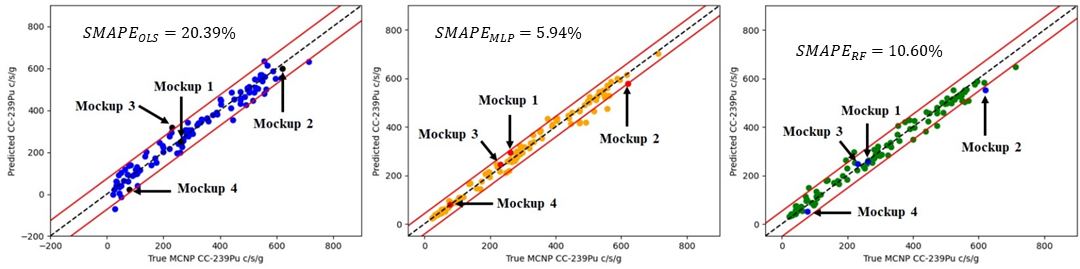 SMAPE_OLS = 20.39%
Mockup 1
Mockup 3
Mockup 2
Mockup 4
Predicted CC-239Pu c/s/g
800
600
400
200
0
−200
−200 0 200 400 600 800
True MCNP CC-239Pu c/s/g
SMAPE_MLP = 5.94%
Mockup 1
Mockup 3
Mockup 2
Mockup 4
Predicted CC-239Pu c/s/g
800
600
400
200
0
0 200 400 600 800
True MCNP CC-239Pu c/s/g
SMAPE_RF = 10.60%
Mockup 1
Mockup 3
Mockup 2
Mockup 4
Predicted CC-239Pu c/s/g
800
600
400
200
0
0 200 400 600 800
True MCNP CC-239Pu c/s/g